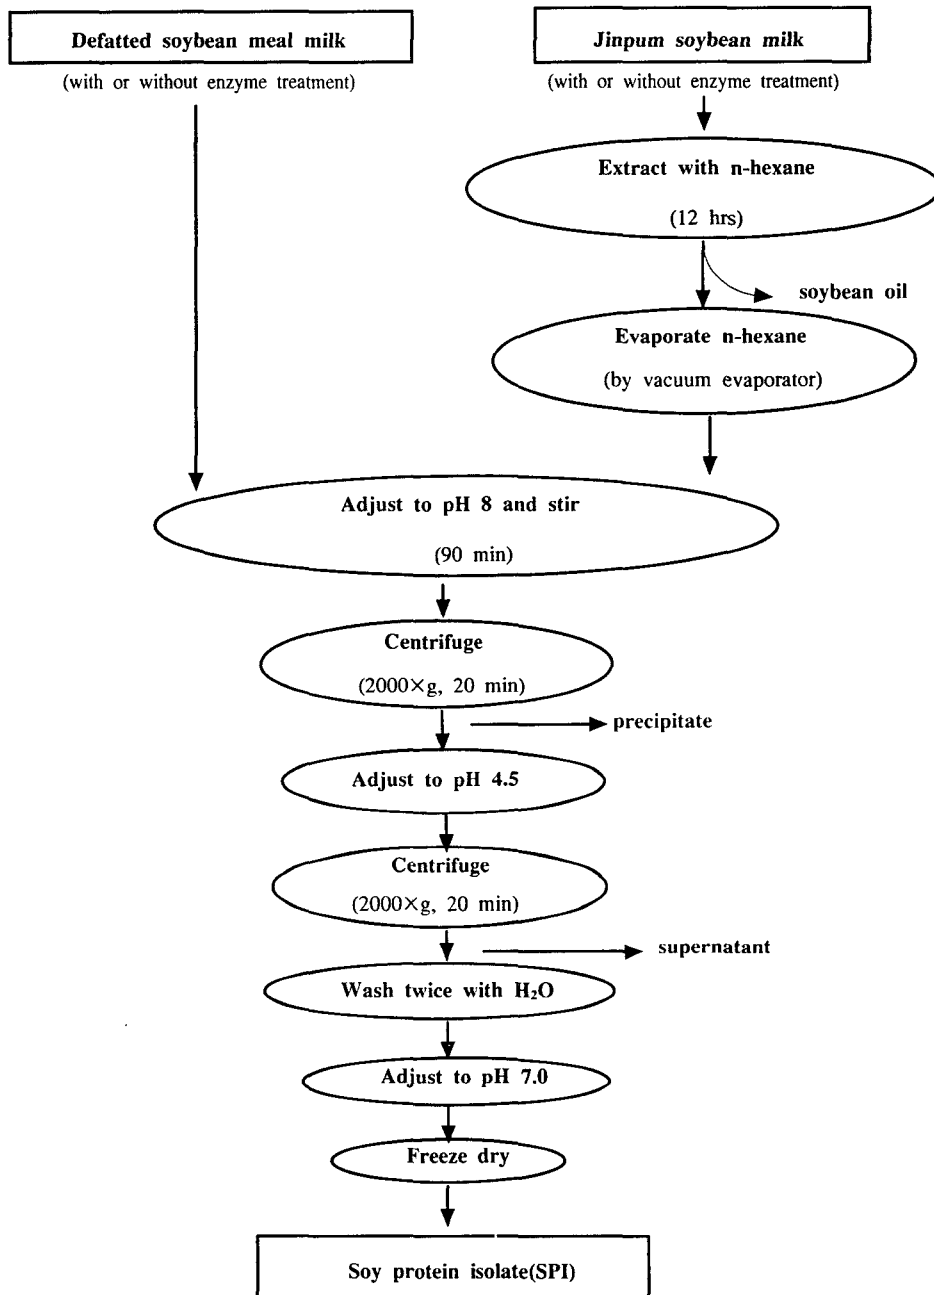 Defatted soybean meal milk
(with or without enzyme treatment)
Jinpum soybean milk
(with or without enzyme treatment)
Extract with n-hexane
(12 hrs)
soybean oil
Evaporate n-hexane
(by vacuum evaporator)
Adjust to pH 8 and stir
(90 min)
Centrifuge
(2000×g, 20 min)
precipitate
Adjust to pH 4.5
Centrifuge
(2000×g, 20 min)
supernatant
Wash twice with H₂O
Adjust to pH 7.0
Freeze dry
Soy protein isolate(SPI)